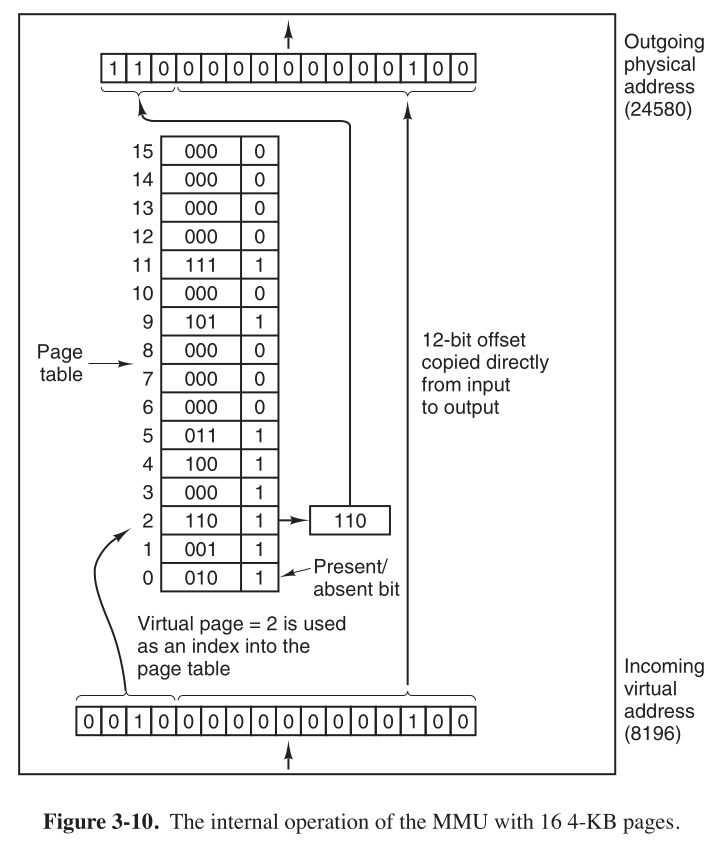 1 1 0 0 0 0 0 0 0 0 0 0 1 0 0
Outgoing
physical
address
(24580)
15 000 0
14 000 0
13 000 0
12 000 0
11 111 1
10 000 0
9 101 1
8 000 0
7 000 0
6 000 0
5 011 1
4 100 1
3 000 1
2 110 1 110
1 001 1
0 010 1
Page
table
12-bit offset
copied directly
from input
to output
Present/
absent bit
Virtual page = 2 is used
as an index into the
page table
0 0 1 0 0 0 0 0 0 0 0 0 0 1 0 0
Incoming
virtual
address
(8196)
Figure 3-10. The internal operation of the MMU with 16 4-KB pages.